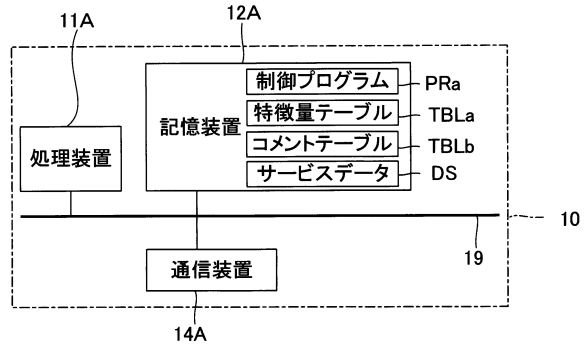 12A
11A
制御プログラム PRa
特徴量テーブル TBLa
記憶装置
コメントテーブル TBLb
処理装置
サービスデータ DS
10
19
通信装置
14A